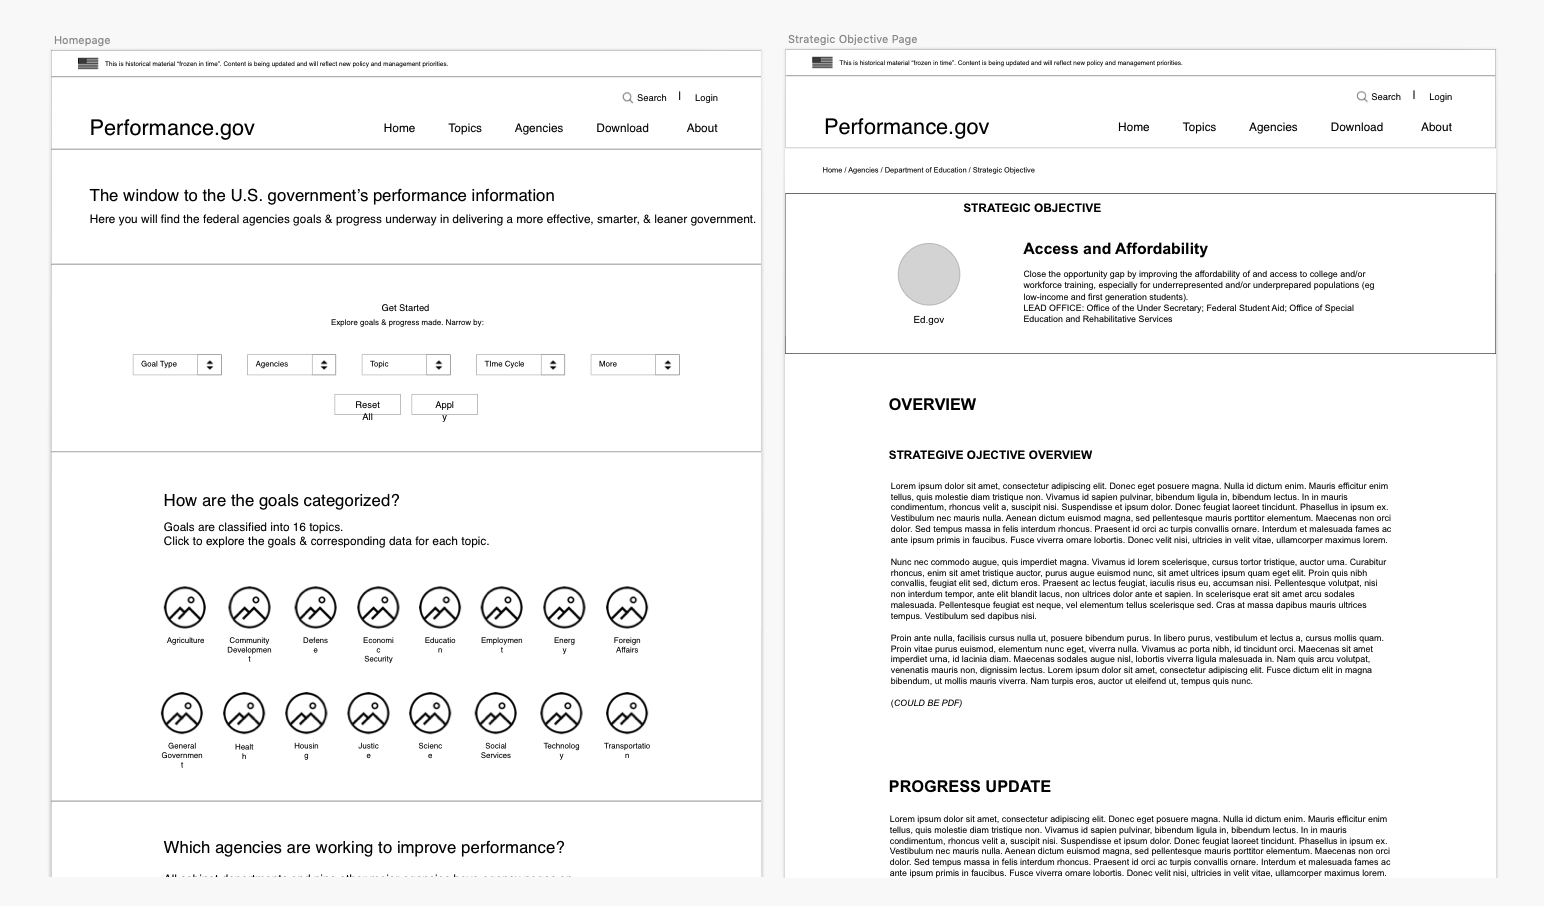 Homepage
This is historical material "frozen in time". Content is being updated and will reflect new policy and management priorities.
Search | Login
Performance.gov
Home Topics Agencies Download About
The window to the U.S. government's performance information
Here you will find the federal agencies goals & progress underway in delivering a more effective, smarter, & leaner government.
Get Started
Explore goals & progress made. Narrow by:
Goal Type Agencies Topic TIme Cycle More
Reset Appl
All y
How are the goals categorized?
Goals are classified into 16 topics.
Click to explore the goals & corresponding data for each topic.
Agriculture Community Defens Economi Educatio Employmen Energ Foreign
Developmen e c n t y Affairs
t Security
General Healt Housin Justic Scienc Social Technolog Transportatio
Governmen h g e e Services y n
t
Which agencies are working to improve performance?
Strategic Objective Page
This is historical material "frozen in time". Content is being updated and will reflect new policy and management priorities.
Search | Login
Performance.gov
Home Topics Agencies Download About
Home / Agencies / Department of Education / Strategic Objective
STRATEGIC OBJECTIVE
Access and Affordability
Close the opportunity gap by improving the affordability of and access to college and/or
workforce training, especially for underrepresented and/or underprepared populations (eg
low-income and first generation students).
LEAD OFFICE: Office of the Under Secretary; Federal Student Aid; Office of Special
Education and Rehabilitative Services
Ed.gov
OVERVIEW
STRATEGIVE OJECTIVE OVERVIEW
Lorem ipsum dolor sit amet, consectetur adipiscing elit. Donec eget posuere magna. Nulla id dictum enim. Mauris efficitur enim
tellus, quis molestie diam tristique non. Vivamus id sapien pulvinar, bibendum ligula in, bibendum lectus. In in mauris
condimentum, rhoncus velit a, suscipit nisi. Suspendisse et ipsum dolor. Donec feugiat laoreet tincidunt. Phasellus in ipsum ex.
Vestibulum nec mauris nulla. Aenean dictum euismod magna, sed pellentesque mauris porttitor elementum. Maecenas non orci
dolor. Sed tempus massa in felis interdum rhoncus. Praesent id orci ac turpis convallis ornare. Interdum et malesuada fames ac
ante ipsum primis in faucibus. Fusce viverra ornare lobortis. Donec velit nisi, ultricies in velit vitae, ullamcorper maximus lorem.
Nunc nec commodo augue, quis imperdiet magna. Vivamus id lorem scelerisque, cursus tortor tristique, auctor urna. Curabitur
rhoncus, enim sit amet tristique auctor, purus augue euismod nunc, sit amet ultrices ipsum quam eget elit. Proin quis nibh
convallis, feugiat elit sed, dictum eros. Praesent ac lectus feugiat, iaculis risus eu, accumsan nisi. Pellentesque volutpat, nisi
non interdum tempor, ante elit blandit lacus, non ultrices dolor ante et sapien. In scelerisque erat sit amet arcu sodales
malesuada. Pellentesque feugiat est neque, vel elementum tellus scelerisque sed. Cras at massa dapibus mauris ultrices
tempus. Vestibulum sed dapibus nisi.
Proin ante nulla, facilisis cursus nulla ut, posuere bibendum purus. In libero purus, vestibulum et lectus a, cursus mollis quam.
Proin vitae purus euismod, elementum nunc eget, viverra nulla. Vivamus ac porta nibh, id tincidunt orci. Maecenas sit amet
imperdiet urna, id lacinia diam. Maecenas sodales augue nisl, lobortis viverra ligula malesuada in. Nam quis arcu volutpat,
venenatis mauris non, dignissim lectus. Lorem ipsum dolor sit amet, consectetur adipiscing elit. Fusce dictum elit in magna
bibendum, ut mollis mauris viverra. Nam turpis eros, auctor ut eleifend ut, tempus quis nunc.
(COULD BE PDF)
PROGRESS UPDATE
Lorem ipsum dolor sit amet, consectetur adipiscing elit. Donec eget posuere magna. Nulla id dictum enim. Mauris efficitur enim
tellus, quis molestie diam tristique non. Vivamus id sapien pulvinar, bibendum ligula in, bibendum lectus. In in mauris
condimentum, rhoncus velit a, suscipit nisi. Suspendisse et ipsum dolor. Donec feugiat laoreet tincidunt. Phasellus in ipsum ex.
Vestibulum nec mauris nulla. Aenean dictum euismod magna, sed pellentesque mauris porttitor elementum. Maecenas non orci
dolor. Sed tempus massa in felis interdum rhoncus. Praesent id orci ac turpis convallis ornare. Interdum et malesuada fames ac
ante ipsum primis in faucibus. Fusce viverra ornare lobortis. Donec velit nisi, ultricies in velit vitae, ullamcorper maximus lorem.